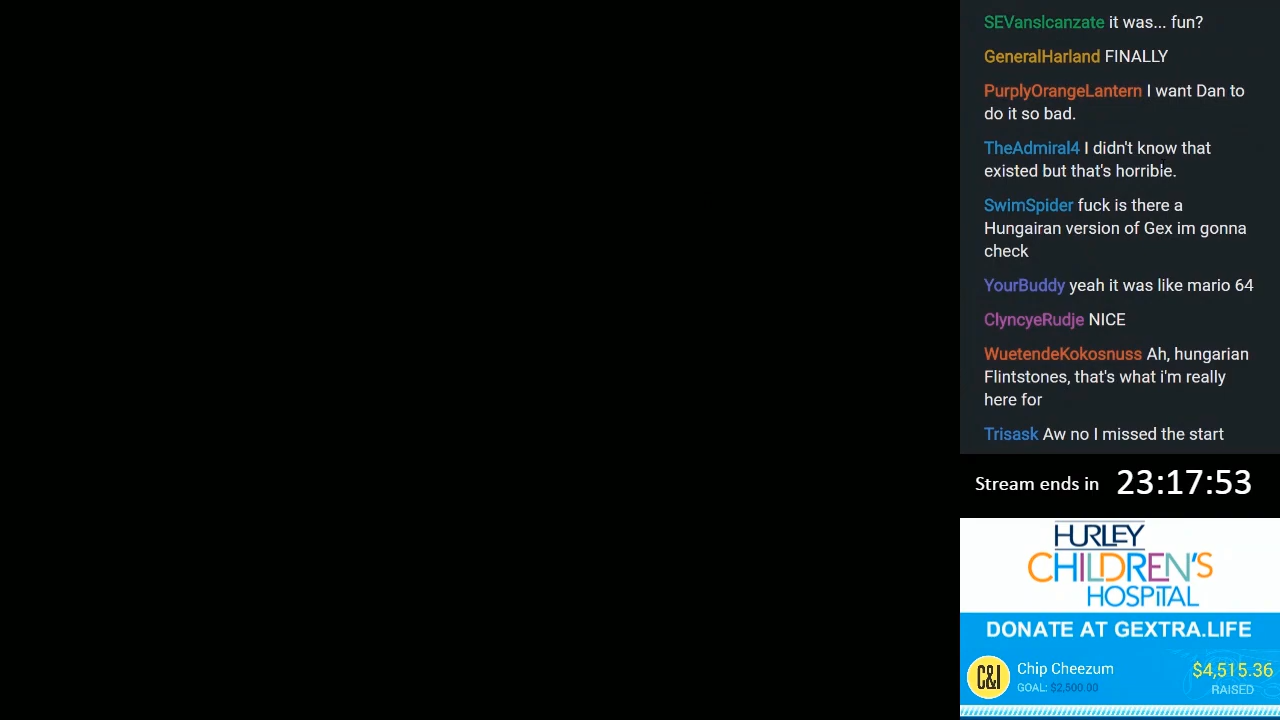 SEVanslcanzate it was... fun?
GeneralHarland FINALLY
PurplyOrangeLantern I want Dan to
do it so bad.
TheAdmiral4 I didn't know that
existed but that's horrible.
SwimSpider fuck is there a
Hungairan version of Gex im gonna
check
YourBuddy yeah it was like mario 64
ClyncyeRudje NICE
WuetendeKokosnuss Ah, hungarian
Flintstones, that's what i'm really
here for
Trisask Aw no I missed the start
Stream ends in 23:17:53
HURLEY
CHILDREN'S
HOSPITAL
DONATE AT GEXTRA.LIFE
C&I Chip Cheezum $4,515.36
GOAL: $2,500.00 RAISED